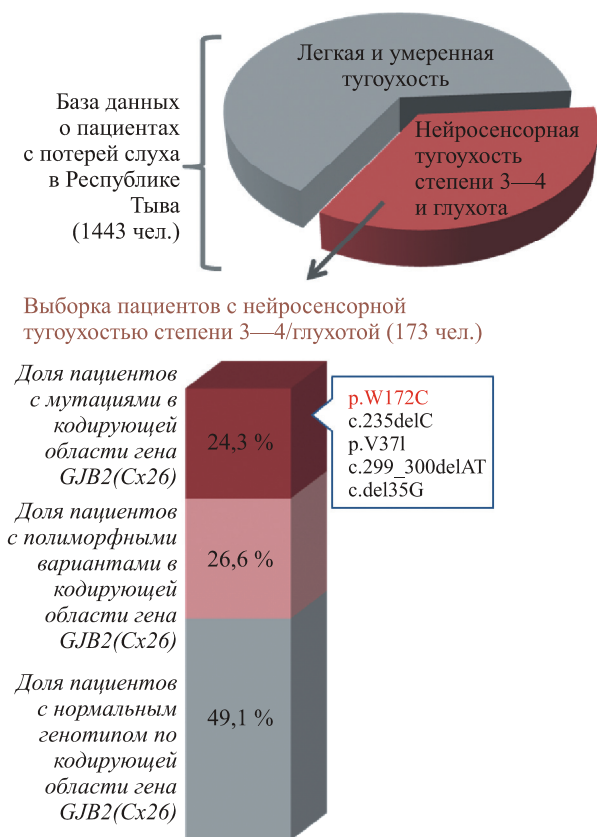 Легкая и умеренная
тугоухость
База данных
о пациентах
с потерей слуха
в Республике
Тыва
(1443 чел.)
Нейросенсорная
тугоухость
степени 3—4
и глухота
Выборка пациентов с нейросенсорной
тугоухостью степени 3—4/глухотой (173 чел.)
Доля пациентов
с мутациями в
кодирующей
области гена
GJB2(Cx26)
24,3 %
p.W172C
c.235delC
p.V37l
c.299_300delAT
c.del35G
Доля пациентов
с полиморфными
вариантами в
кодирующей
области гена
GJB2(Cx26)
26,6 %
Доля пациентов
с нормальным
генотипом по
кодирующей
области гена
GJB2(Cx26)
49,1 %